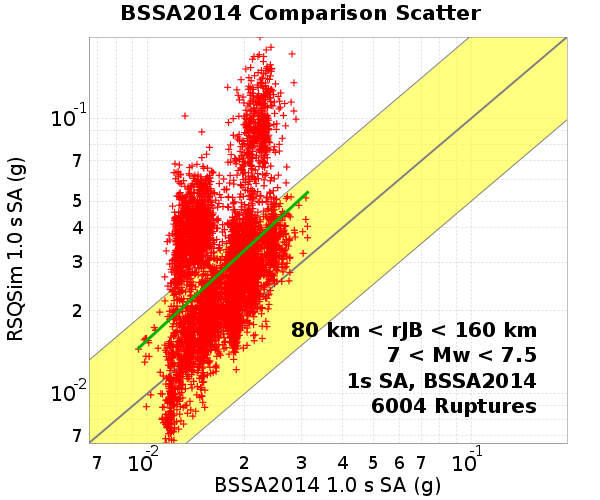 BSSA2014 Comparison Scatter
RSQSim 1.0 s SA (g)
10⁻¹
7
5
4
3
2
10⁻²
7
80 km < rJB < 160 km
7 < Mw < 7.5
1s SA, BSSA2014
6004 Ruptures
7 10⁻² 2 3 4 5 6 7 10⁻¹
BSSA2014 1.0 s SA (g)